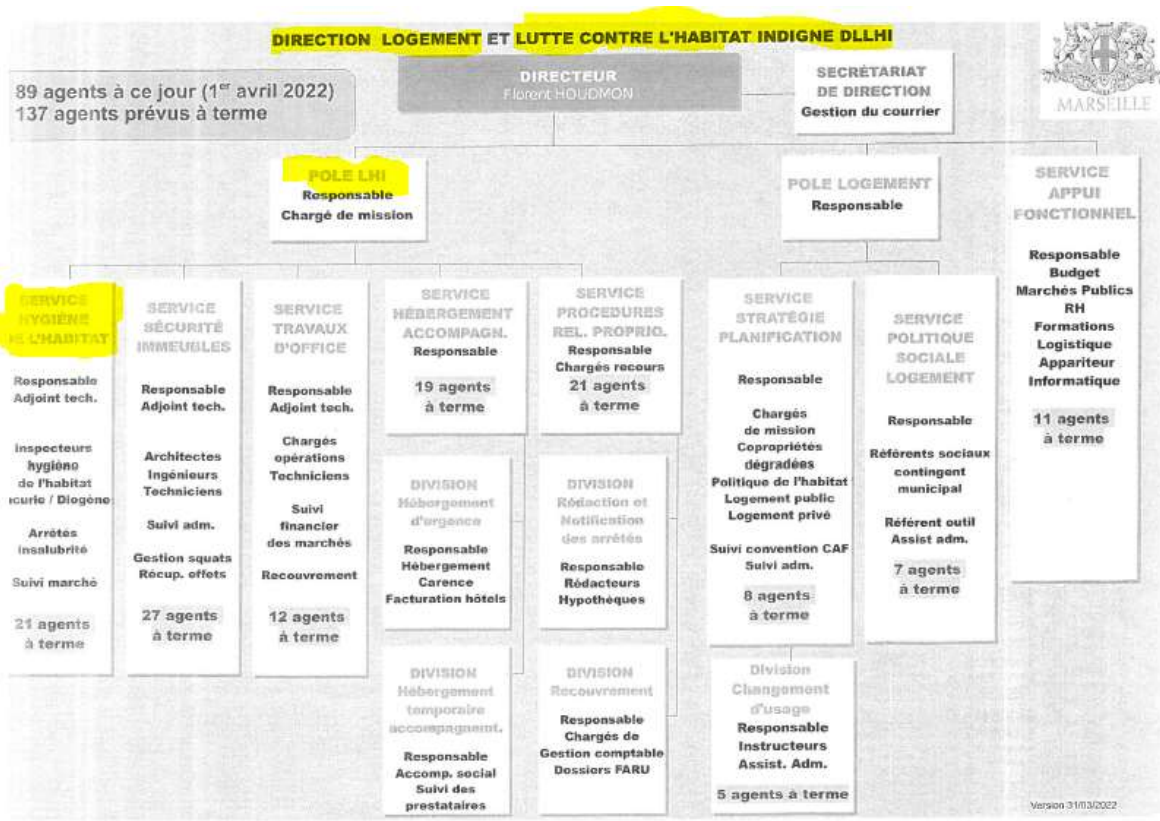 DIRECTION LOGEMENT ET LUTTE CONTRE L'HABITAT INDIGNE DLLHI
89 agents à ce jour (1er avril 2022)
137 agents prévus à terme
DIRECTEUR
Florent HOUDMON
SECRÉTARIAT
DE DIRECTION
Gestion du courrier
MARSEILLE
POLE LHI
Responsable
Chargé de mission
POLE LOGEMENT
Responsable
SERVICE
APPUI
FONCTIONNEL
Responsable
Budget
Marchés Publics
RH
Formations
Logistique
Appariteur
Informatique
11 agents
à terme
SERVICE
HYGIÈNE
DE L'HABITAT
Responsable
Adjoint tech.
Inspecteurs
hygiène
de l'habitat
ncurie / Diogène
Arrêtés
insalubrité
Suivi marché
21 agents
à terme
SERVICE
SÉCURITÉ
IMMEUBLES
Responsable
Adjoint tech.
Architectes
Ingénieurs
Techniciens
Suivi adm.
Gestion squats
Récup. effets
27 agents
à terme
SERVICE
TRAVAUX
D'OFFICE
Responsable
Adjoint tech.
Chargés
opérations
Techniciens
Suivi
financier
des marchés
Recouvrement
12 agents
à terme
SERVICE
HÉBERGEMENT
ACCOMPAGN.
Responsable
19 agents
à terme
DIVISION
Hébergement
d'urgence
Responsable
Hébergement
Carence
Facturation hôtels
DIVISION
Hébergement
temporaire
accompagnemt.
Responsable
Accomp. social
Suivi des
prestataires
SERVICE
PROCEDURES
REL. PROPRIO.
Responsable
Chargés recours
21 agents
à terme
DIVISION
Rédaction et
Notification
des arrêtés
Responsable
Rédacteurs
Hypothèques
DIVISION
Recouvrement
Responsable
Chargés de
Gestion comptable
Dossiers FARU
SERVICE
STRATÉGIE
PLANIFICATION
Responsable
Chargés
de mission
Copropriétés
dégradées
Politique de l'habitat
Logement public
Logement privé
Suivi convention CAF
Suivi adm.
8 agents
à terme
Division
Changement
d'usage
Responsable
Instructeurs
Assist. Adm.
5 agents à terme
SERVICE
POLITIQUE
SOCIALE
LOGEMENT
Responsable
Référents sociaux
contingent
municipal
Référent outil
Assist adm.
7 agents
à terme
Version 31/03/2022